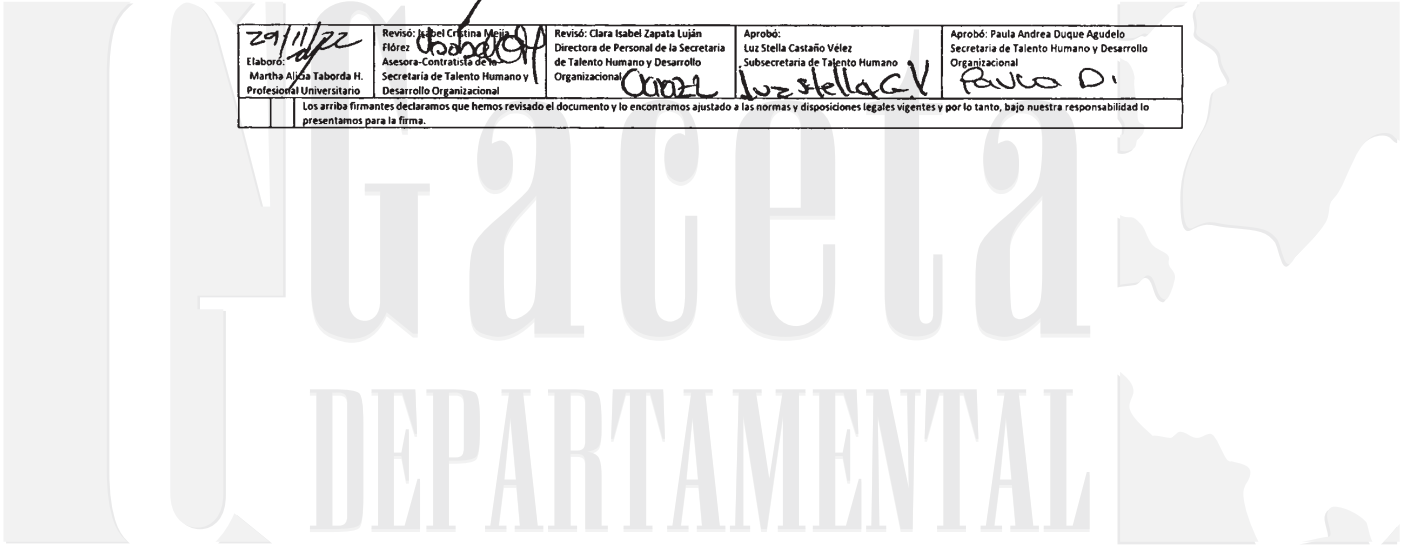 29/11/22
Elaboró:
Martha Alicia Taborda H.
Profesional Universitario
Revisó: Isabel Cristina Mejía
Flórez
Asesora-Contratista de la
Secretaría de Talento Humano y
Desarrollo Organizacional
Revisó: Clara Isabel Zapata Luján
Directora de Personal de la Secretaria
de Talento Humano y Desarrollo
Organizacional
Aprobó:
Luz Stella Castaño Vélez
Subsecretaria de Talento Humano
Luz Stella C. V
Aprobó: Paula Andrea Duque Agudelo
Secretaria de Talento Humano y Desarrollo
Organizacional
Paula D.
Los arriba firmantes declaramos que hemos revisado el documento y lo encontramos ajustado a las normas y disposiciones legales vigentes y por lo tanto, bajo nuestra responsabilidad lo
presentamos para la firma.
Gaceta
DEPARTAMENTAL